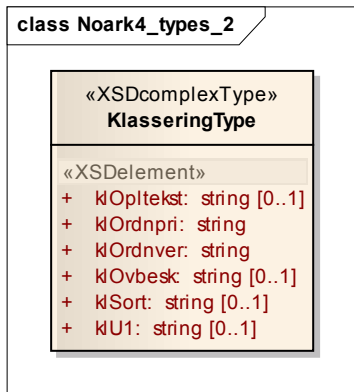 class Noark4_types_2
«XSDcomplexType»
KlasseringType
«XSDelement»
+ klOpltekst: string [0..1]
+ klOrdnpri: string
+ klOrdnver: string
+ klOvbesk: string [0..1]
+ klSort: string [0..1]
+ klU1: string [0..1]